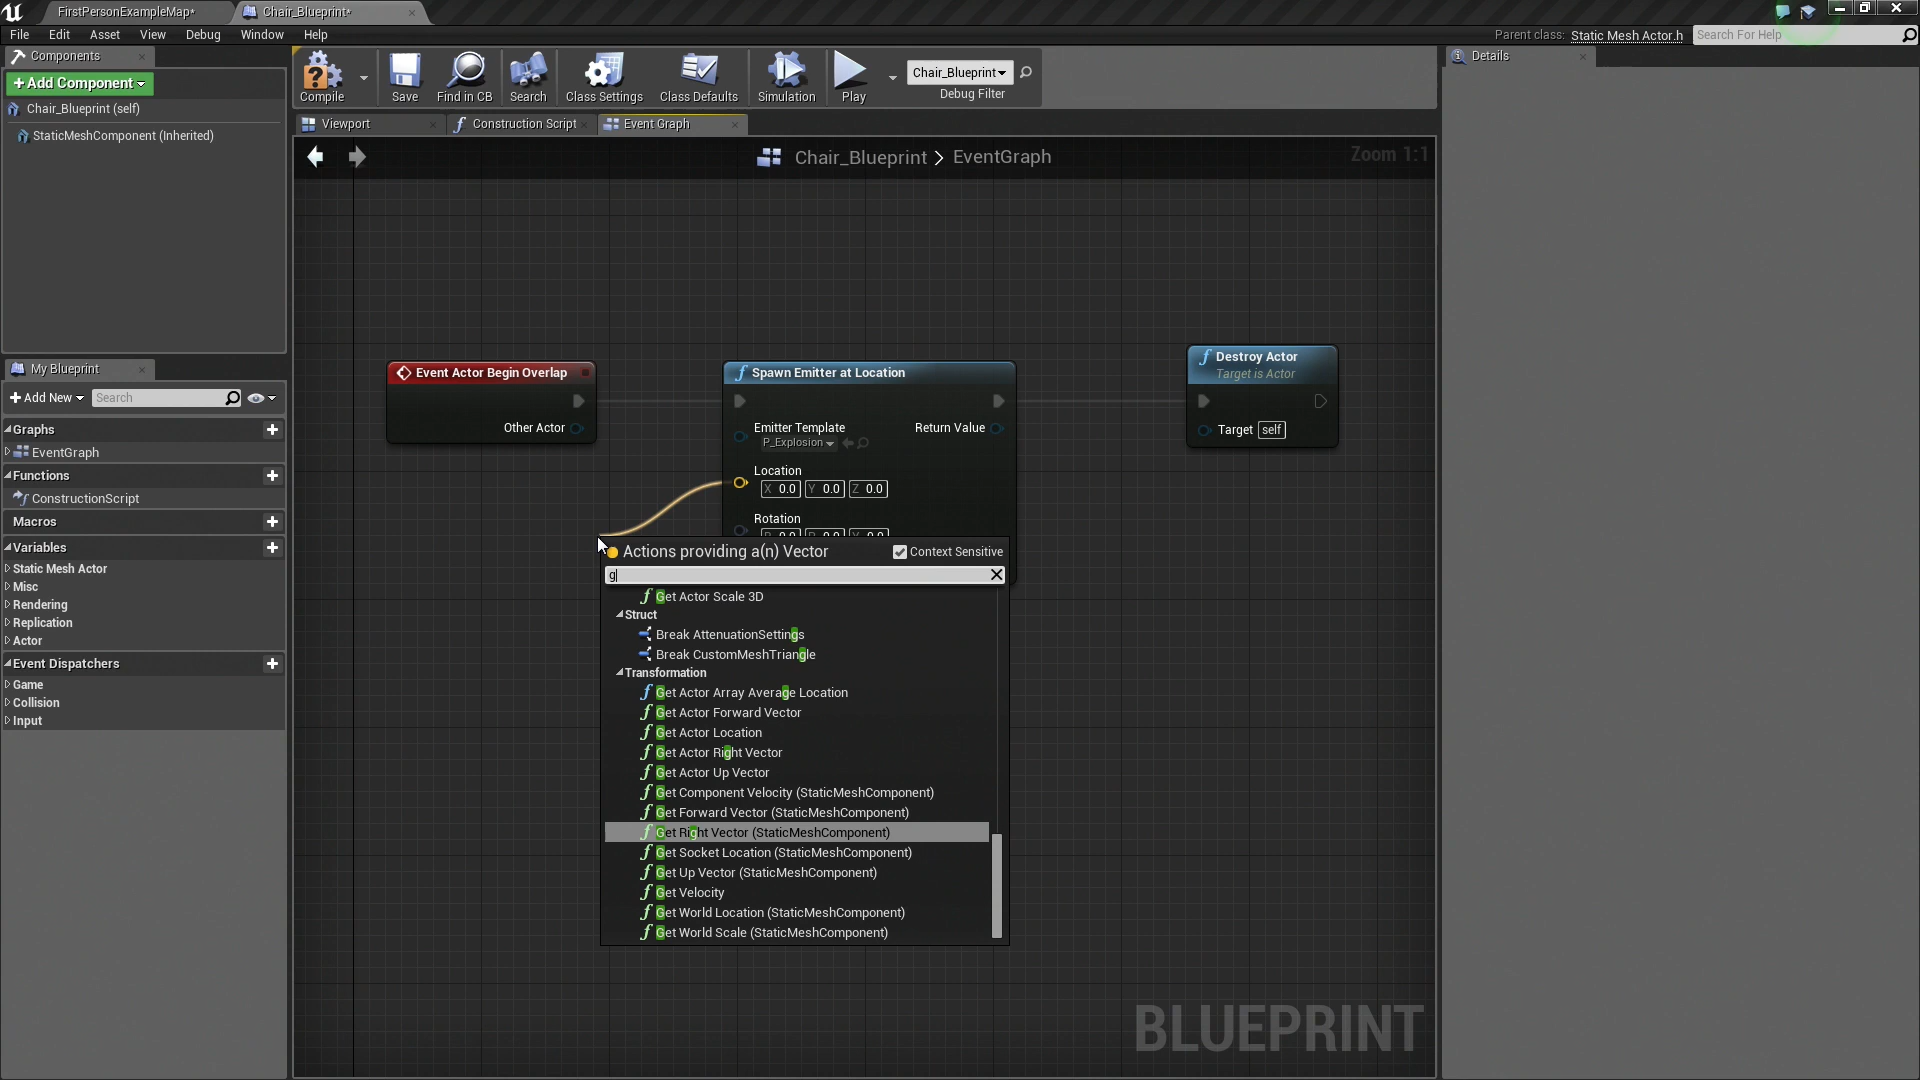 FirstPersonExampleMap*
Chair_Blueprint*
File Edit Asset View Debug Window Help
Parent class: Static Mesh Actor.h
Search For Help
Components
+Add Component
Chair_Blueprint (self)
StaticMeshComponent (Inherited)
Compile
Save
Find in CB
Search
Class Settings
Class Defaults
Simulation
Play
Chair_Blueprint
Debug Filter
Details
Viewport
Construction Script
Event Graph
Chair_Blueprint > EventGraph
Zoom 1:1
My Blueprint
+Add New
Search
Graphs
EventGraph
Functions
ConstructionScript
Macros
Variables
Static Mesh Actor
Misc
Rendering
Replication
Actor
Event Dispatchers
Game
Collision
Input
Event Actor Begin Overlap
Other Actor
Spawn Emitter at Location
Emitter Template
P_Explosion
Return Value
Location
X 0.0 Y 0.0 Z 0.0
Rotation
Destroy Actor
Target is Actor
Target self
Actions providing a(n) Vector
Context Sensitive
g
Get Actor Scale 3D
Struct
Break AttenuationSettings
Break CustomMeshTriangle
Transformation
Get Actor Array Average Location
Get Actor Forward Vector
Get Actor Location
Get Actor Right Vector
Get Actor Up Vector
Get Component Velocity (StaticMeshComponent)
Get Forward Vector (StaticMeshComponent)
Get Right Vector (StaticMeshComponent)
Get Socket Location (StaticMeshComponent)
Get Up Vector (StaticMeshComponent)
Get Velocity
Get World Location (StaticMeshComponent)
Get World Scale (StaticMeshComponent)
BLUEPRINT